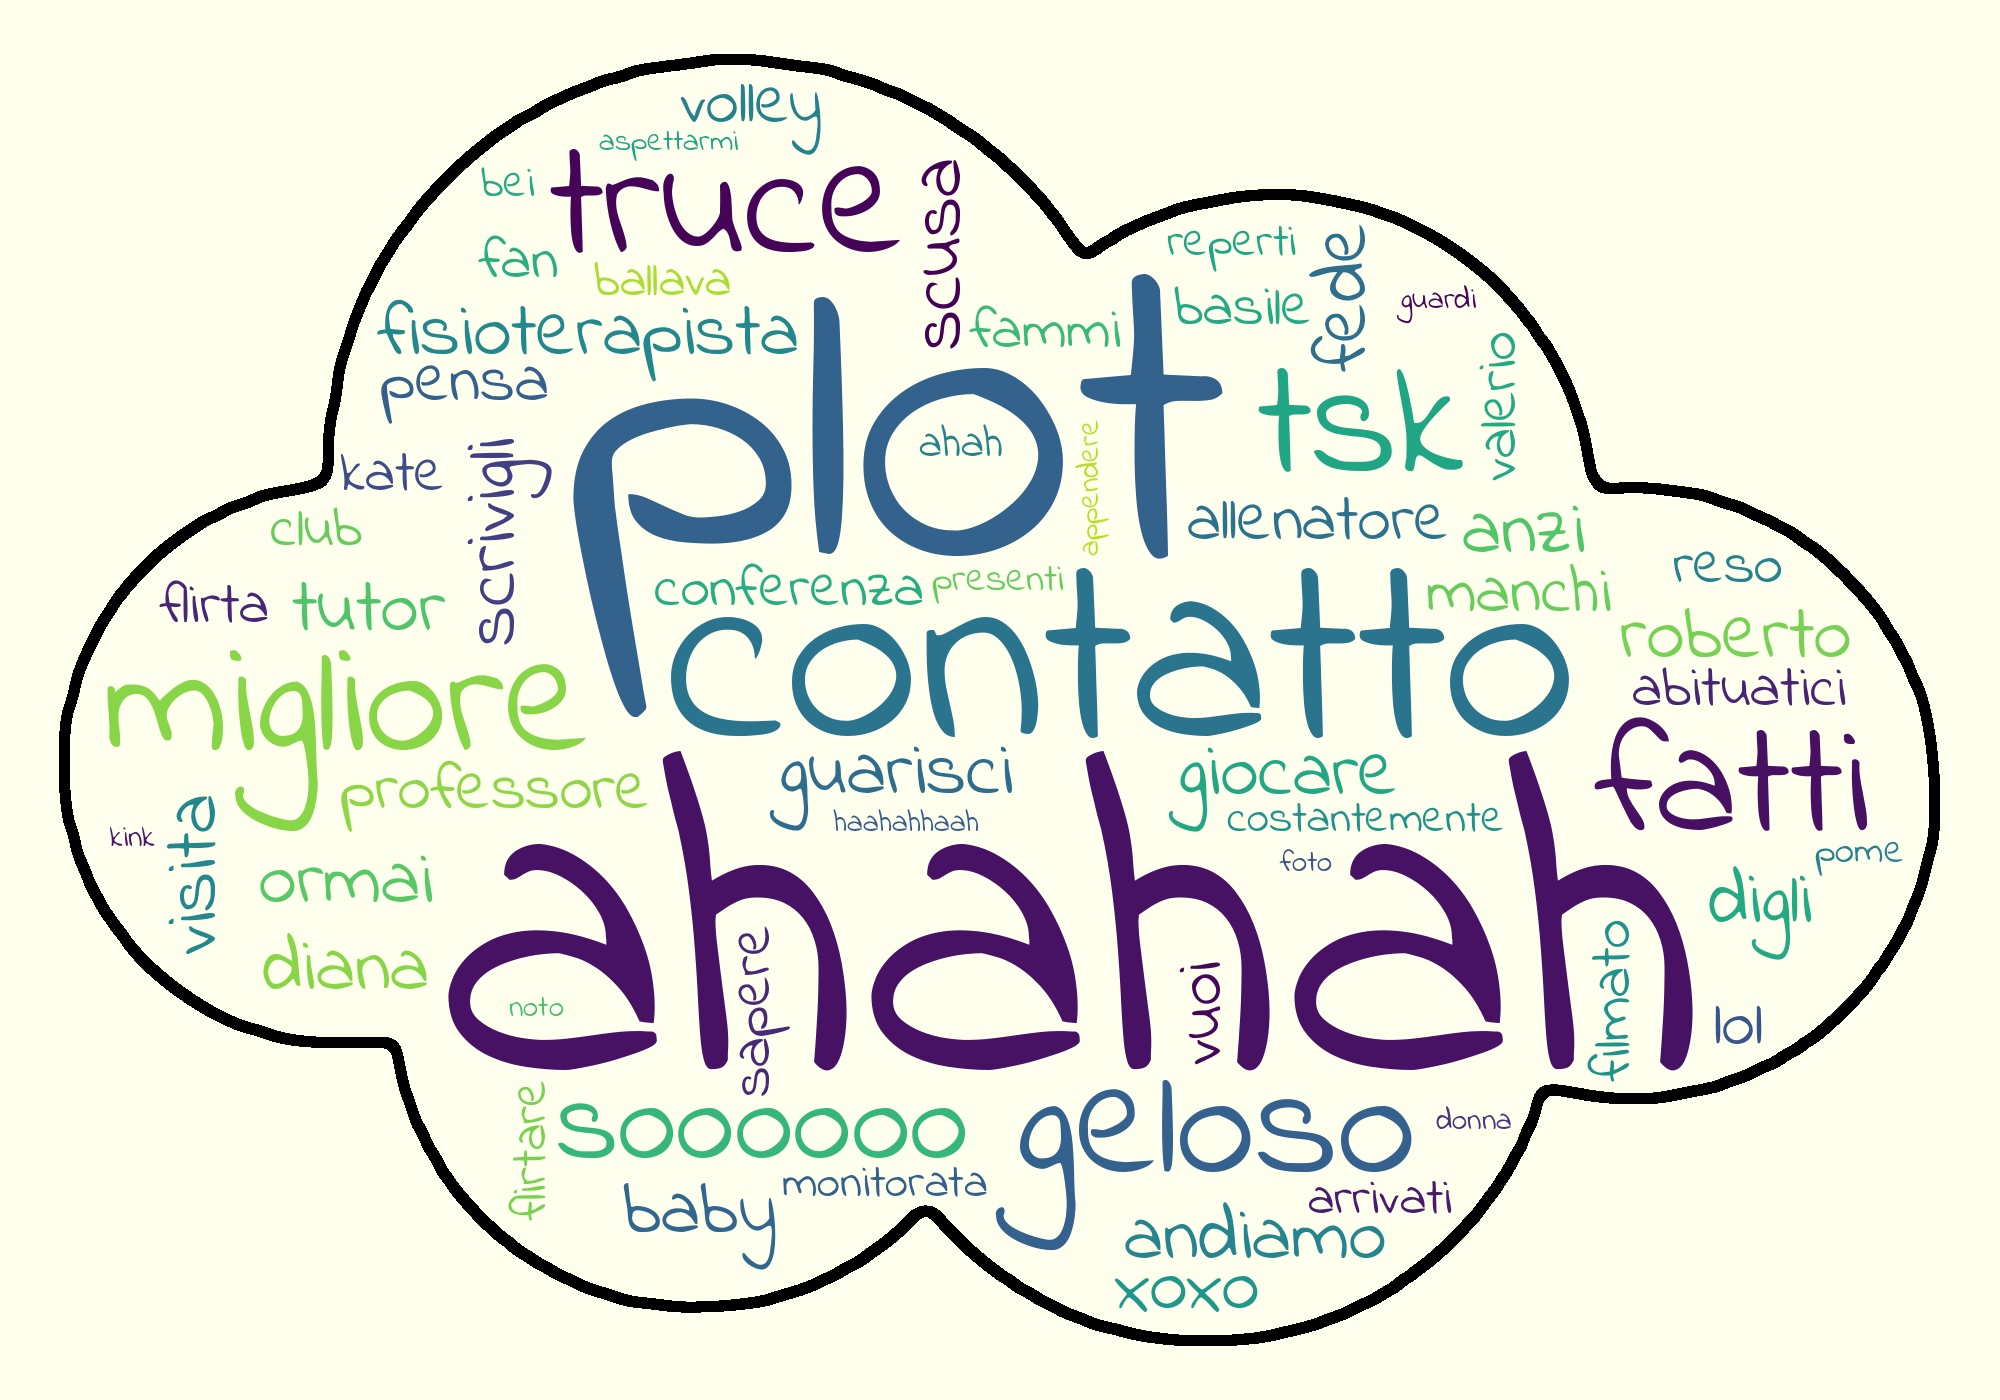 volley
aspettarmi
truce
bei
scusa
fan
ballava
fisioterapista
fammi
reperti
fede
basile
guardi
pensa
plot
tsk
valerio
kate
scrivigli
ahah
appendere
club
allenatore
anzi
flirta
tutor
conferenza
presenti
manchi
reso
contatto
roberto
migliore
abituatici
professore
guarisci
giocare
fatti
visita
kink
haahahhaah
costantemente
ahahah
foto
pome
ormai
digli
diana
noto
sapere
vuoi
filmato
lol
flirtare
soooooo
geloso
donna
baby
monitorata
arrivati
andiamo
xoxo